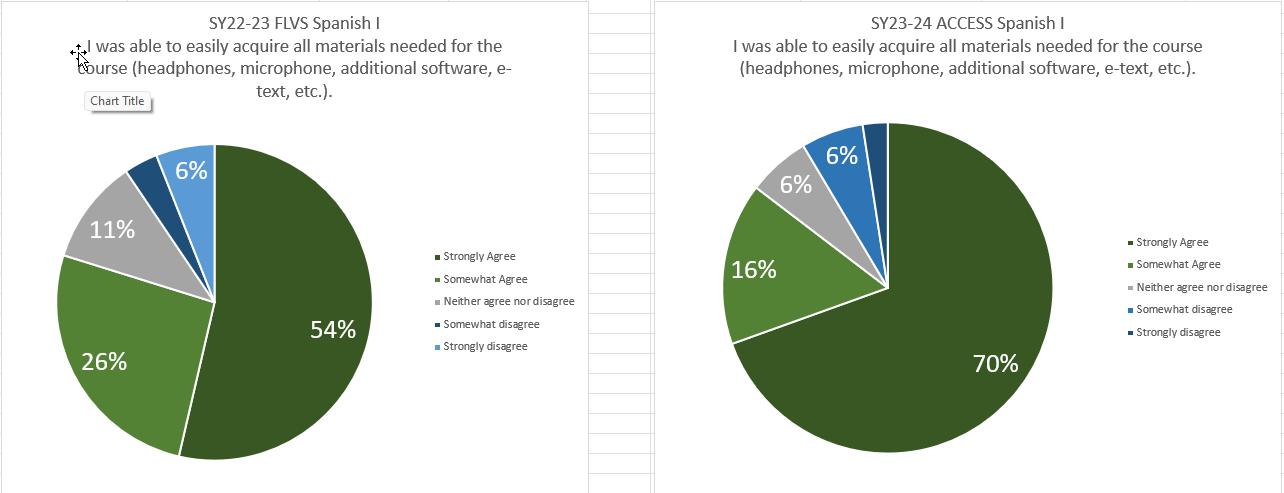 SY22-23 FLVS Spanish I
I was able to easily acquire all materials needed for the
course (headphones, microphone, additional software, e-
text, etc.).
Chart Title
6%
11%
54%
26%
Strongly Agree
Somewhat Agree
Neither agree nor disagree
Somewhat disagree
Strongly disagree
SY23-24 ACCESS Spanish I
I was able to easily acquire all materials needed for the course
(headphones, microphone, additional software, e-text, etc.).
6%
6%
16%
70%
Strongly Agree
Somewhat Agree
Neither agree nor disagree
Somewhat disagree
Strongly disagree